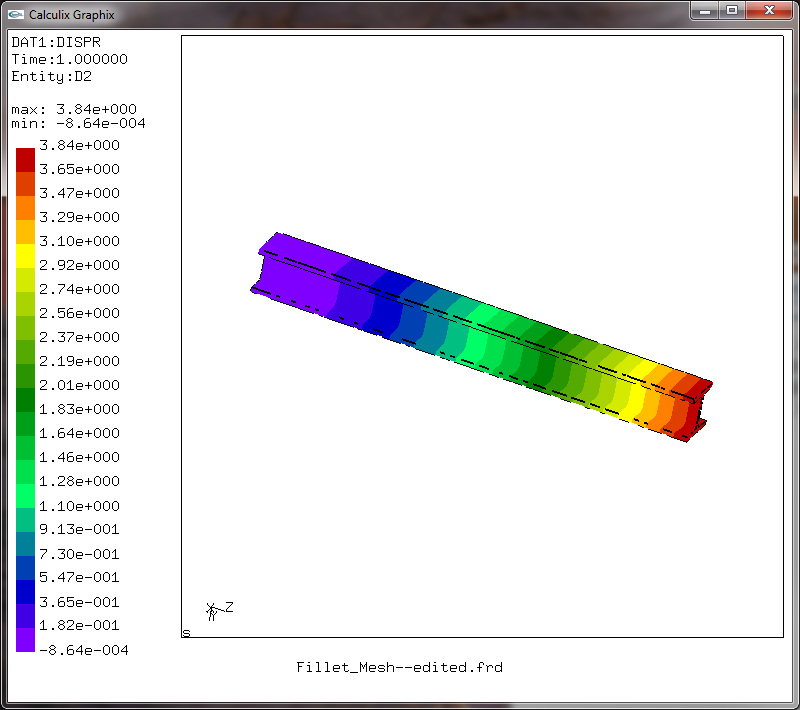 Calculix Graphix
DAT1:DISPR
Time:1.000000
Entity:D2
max: 3.84e+000
min: -8.64e-004
3.84e+000
3.65e+000
3.47e+000
3.29e+000
3.10e+000
2.92e+000
2.74e+000
2.56e+000
2.37e+000
2.19e+000
2.01e+000
1.83e+000
1.64e+000
1.46e+000
1.28e+000
1.10e+000
9.13e-001
7.30e-001
5.47e-001
3.65e-001
1.82e-001
-8.64e-004
Z
s
Fillet_Mesh--edited.frd